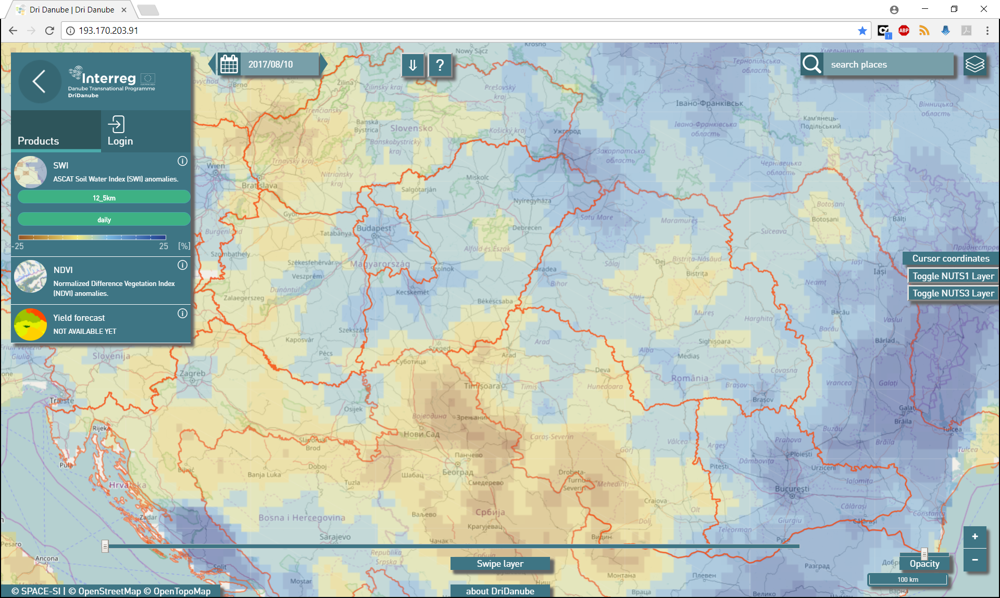 Dri Danube | Dri Danube
193.170.203.91
ABP
Interreg
Danube Transnational Programme
DriDanube
2017/08/10
?
search places
Products
Login
SWI
ASCAT Soil Water Index (SWI) anomalies.
12_5km
daily
-25
25
[%]
NDVI
Normalized Difference Vegetation Index
(NDVI) anomalies.
Yield forecast
NOT AVAILABLE YET
Cursor coordinates
Toggle NUTS1 Layer
Toggle NUTS3 Layer
Nowy Sącz
Krosno
Тернопільська
область
Brno
Žilina
Žilinský kraj
Prešovský
kraj
Івано-Франківськ
Вінницька
область
Trenčiansky
kraj
Banská
Bystrica
Slovensko
Košický kraj
Ужгород
Івано-Франківська
область
Кам'янець-
Подільський
Banskobystrický
kraj
Закарпатська
область
Чернівецька
область
Wien
Trnavský
kraj
Nitriansky
kraj
Bratislava
Salgótarján
Miskolc
Nyíregyháza
Győr
Burgenland
Tatabánya
Budapest
Debrecen
Satu Mare
Maramureș
Suceava
Botoșani
Botoșani
Bălți
Szombathely
Székesfehérvár
Veszprém
Magyarország
Szolnok
Alföld és Észak
Oradea
Bihor
Sălaj
Dej
Bistrița-Năsăud
Bistrița
Iași
Iași
Neamț
Dunántúl
Zalaegerszeg
Kecskemét
Békéscsaba
Cluj
Mureș
Harghita
Bacău
Bacău
Vaslui
Szekszárd
Kaposvár
Pécs
Szeged
Arad
Arad
Alba
Sighișoara
Mediaș
Bârlad
Giulia
Slovenija
Zagreb
Суботица
Timișoara
Timiș
Deva
Hunedoara
România
Covasna
Brașov
Brașov
Vrancea
Galați
Galați
Brăila
Brăila
Trieste
Rijeka
Pula
Osijek
Војводина
Зрењанин
Нови Сад
Slavonski
Brod
Caraș-Severin
Gorj
Vâlcea
Argeș
Prahova
Dâmbovița
Ploiești
Buzău
Tulcea
Tulcea
Bihać
Banja Luka
Doboj
Tuzla
Шабац
Панчево
Београд
Смедерево
Drobeta-
Turnu
Severin
Mehedinți
Pitești
Urziceni
Ialomița
București
Hrvatska
Zadar
Bosna i Hercegovina
Sarajevo
Ваљево
Србија
Крагујевац
Чачак
Craiova
Dolj
Olt
Giurgiu
Teleorman
Călărași
Călărași
Constanța
Видин
Русе
Pesaro
Ancona
Split
Mostar
Republika
Srpska
Ниш
Монтана
Враца
Плевен
Разград
Варна
Велико
Swipe layer
Opacity
+
−
100 km
© SPACE-SI | © OpenStreetMap © OpenTopoMap
about DriDanube